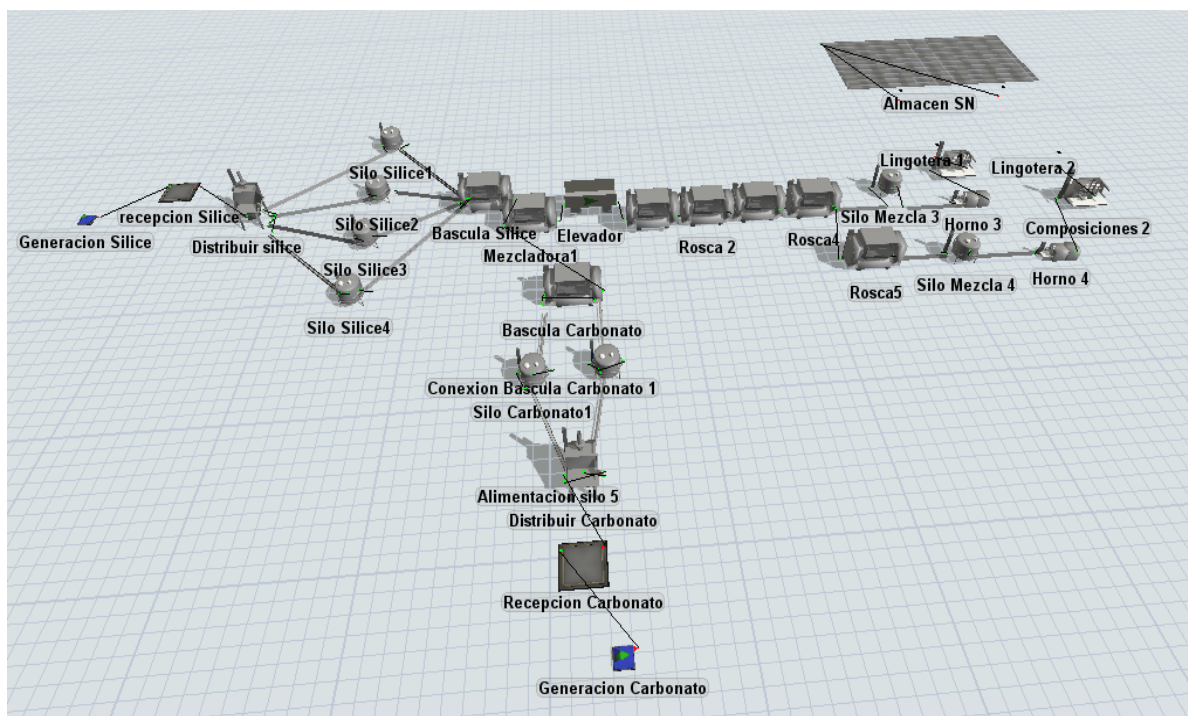 Almacen SN
Silo Silice1
Lingotera 1
Lingotera 2
recepcion Silice
Silo Silice2
Bascula Silice
Elevador
Silo Mezcla 3
Horno 3
Composiciones 2
Generacion Silice
Distribuir silice
Mezcladora1
Rosca 2
Rosca4
Silo Silice3
Rosca5
Silo Mezcla 4
Horno 4
Silo Silice4
Bascula Carbonato
Conexion Bascula Carbonato 1
Silo Carbonato1
Alimentacion silo 5
Distribuir Carbonato
Recepcion Carbonato
Generacion Carbonato